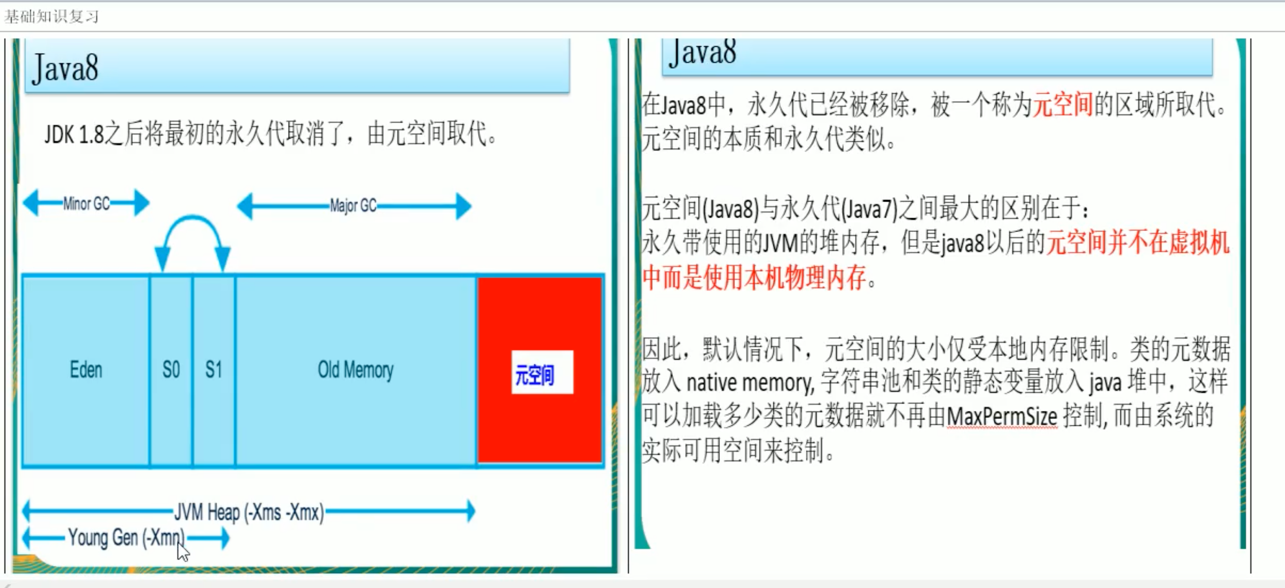 基础知识复习
Java8
JDK 1.8之后将最初的永久代取消了，由元空间取代。
Minor GC
Major GC
Eden
S0
S1
Old Memory
元空间
JVM Heap (-Xms -Xmx)
Young Gen (-Xmn)
Java8
在Java8中，永久代已经被移除，被一个称为元空间的区域所取代。
元空间的本质和永久代类似。
元空间(Java8)与永久代(Java7)之间最大的区别在于：
永久带使用的JVM的堆内存，但是java8以后的元空间并不在虚拟机
中而是使用本机物理内存。
因此，默认情况下，元空间的大小仅受本地内存限制。类的元数据
放入 native memory, 字符串池和类的静态变量放入 java 堆中，这样
可以加载多少类的元数据就不再由MaxPermSize 控制, 而由系统的
实际可用空间来控制。